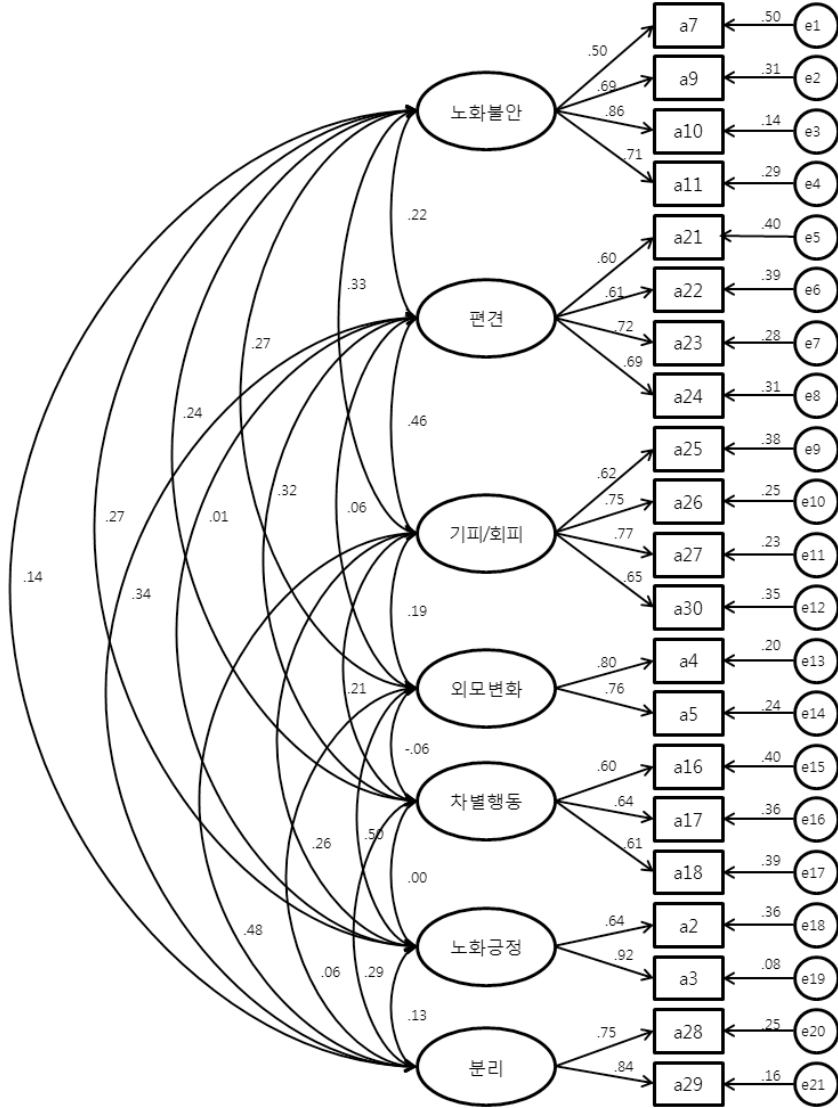 a7 .50 e1
.50
노화불안
.69 a9 .31 e2
.86 a10 .14 e3
.71 a11 .29 e4
.22
a21 .40 e5
.60
.33
.61 a22 .39 e6
편견
.27
.72 a23 .28 e7
.69 a24 .31 e8
.24
.46
a25 .38 e9
.62
.32
.06
.75 a26 .25 e10
.27
.01
기피/회피
.77 a27 .23 e11
.14
.34
.65 a30 .35 e12
.19
.80 a4 .20 e13
.21
외모변화
.76 a5 .24 e14
-.06
.60 a16 .40 e15
차별행동
.64 a17 .36 e16
.26
.50
.61 a18 .39 e17
.00
.64 a2 .36 e18
.48
노화긍정
.92 a3 .08 e19
.06
.29
.13
.75 a28 .25 e20
분리
.84 a29 .16 e21